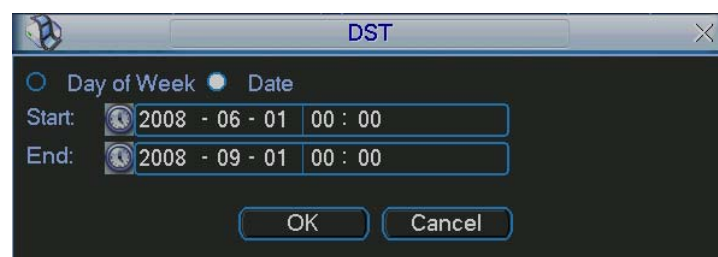 DST
Day of Week Date
Start: 2008 - 06 - 01 00 : 00
End: 2008 - 09 - 01 00 : 00
OK Cancel